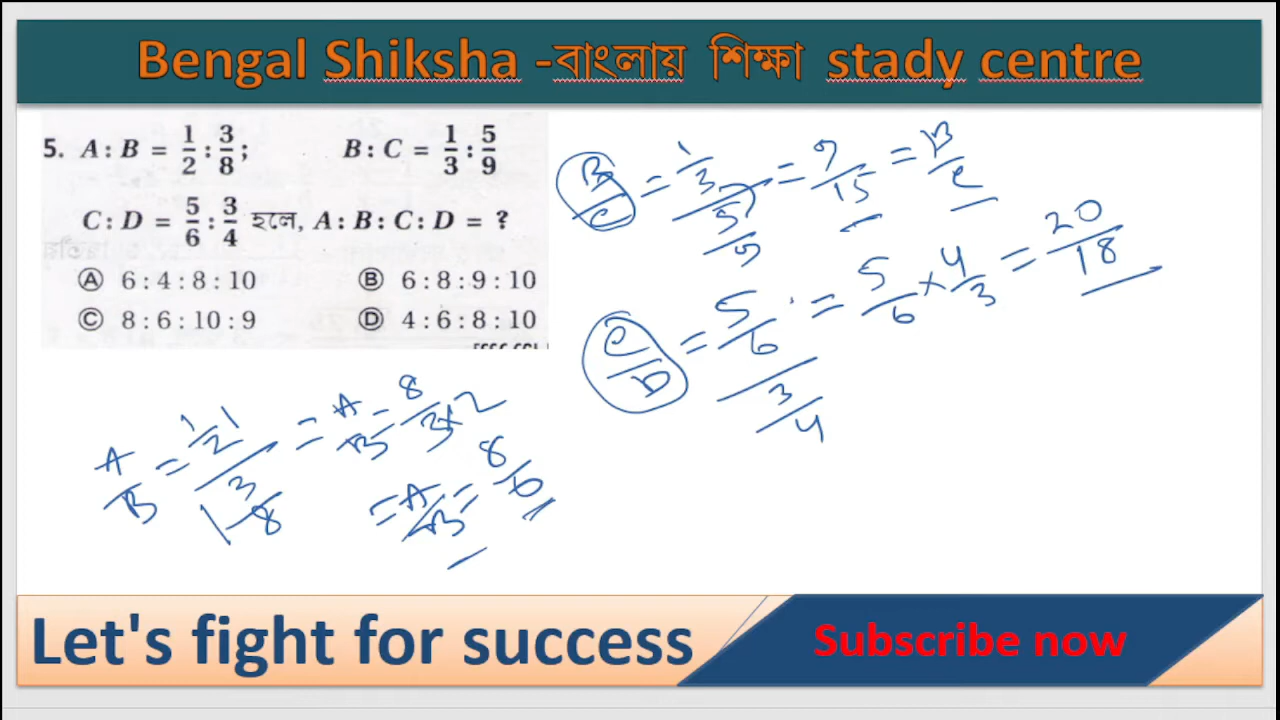 Bengal Shiksha -বাংলায় শিক্ষা stady centre
5. A : B = 1/2 : 3/8; B : C = 1/3 : 5/9
C : D = 5/6 : 3/4 হলে, A : B : C : D = ?
Ⓐ 6 : 4 : 8 : 10 Ⓑ 6 : 8 : 9 : 10
Ⓒ 8 : 6 : 10 : 9 Ⓓ 4 : 6 : 8 : 10
B/C = 1/3 / 5/9 = 9/15 = B/C
C/D = 5/6 / 3/4 = 5/6 × 4/3 = 20/18
A/B = 1/2 / 3/8 = A/B = 8/3×2
= A/B = 8/6
Let's fight for success
Subscribe now